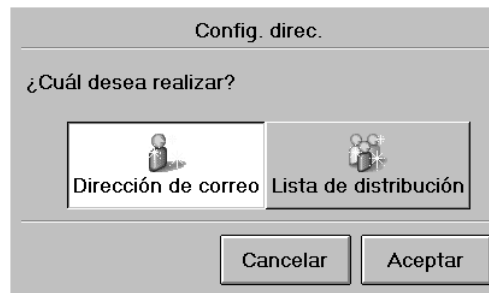 Config. direc.
¿Cuál desea realizar?
Dirección de correo Lista de distribución
Cancelar Aceptar